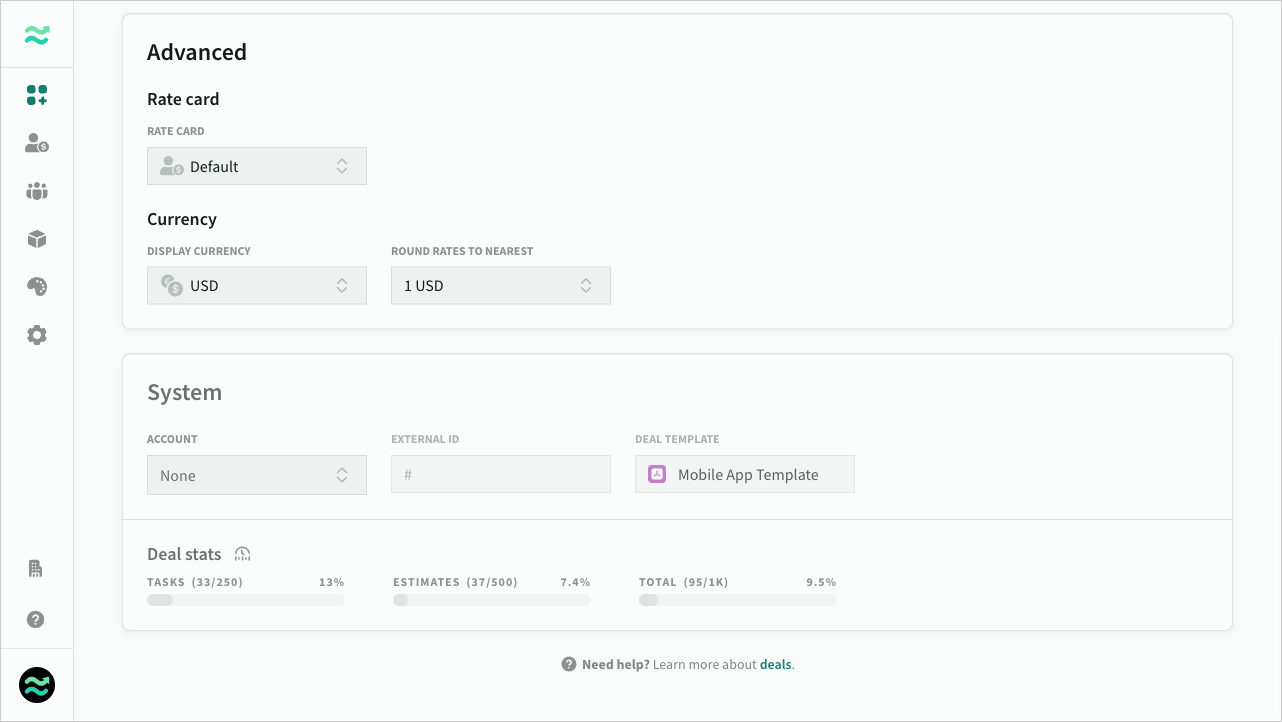 Advanced
Rate card
RATE CARD
Default
Currency
DISPLAY CURRENCY
ROUND RATES TO NEAREST
USD
1 USD
System
ACCOUNT
EXTERNAL ID
DEAL TEMPLATE
None
#
Mobile App Template
Deal stats
TASKS (33/250)
13%
ESTIMATES (37/500)
7.4%
TOTAL (95/1K)
9.5%
Need help? Learn more about deals.